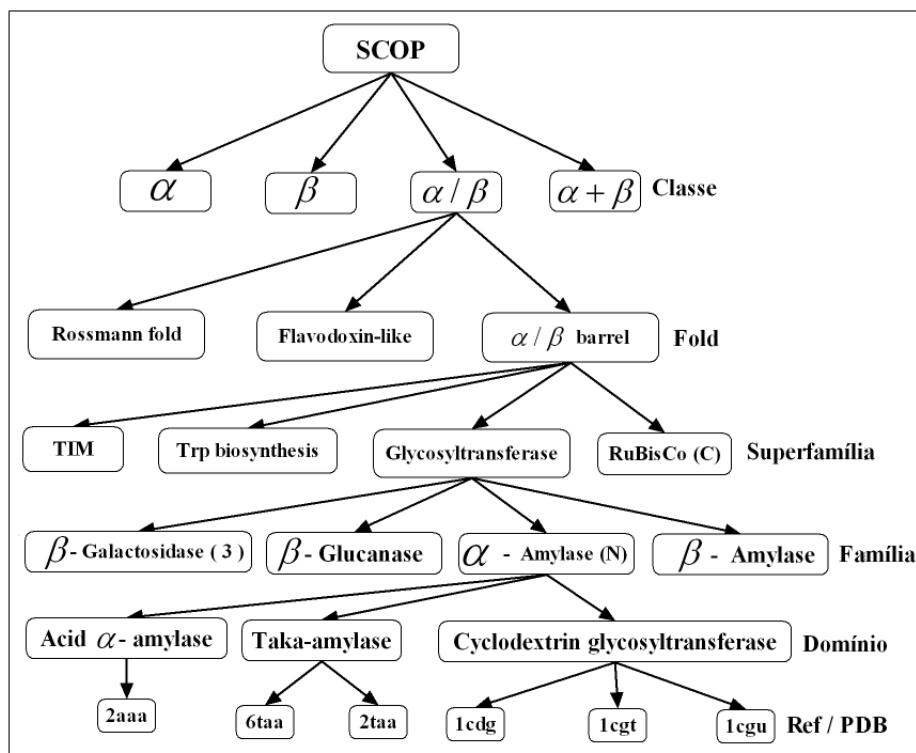 SCOP
α β α / β α + β Classe
Rossmann fold Flavodoxin-like α / β barrel Fold
TIM Trp biosynthesis Glycosyltransferase RuBisCo (C) Superfamília
β- Galactosidase ( 3 ) β- Glucanase α - Amylase (N) β - Amylase Família
Acid α- amylase Taka-amylase Cyclodextrin glycosyltransferase Domínio
2aaa 6taa 2taa 1cdg 1cgt 1cgu Ref / PDB